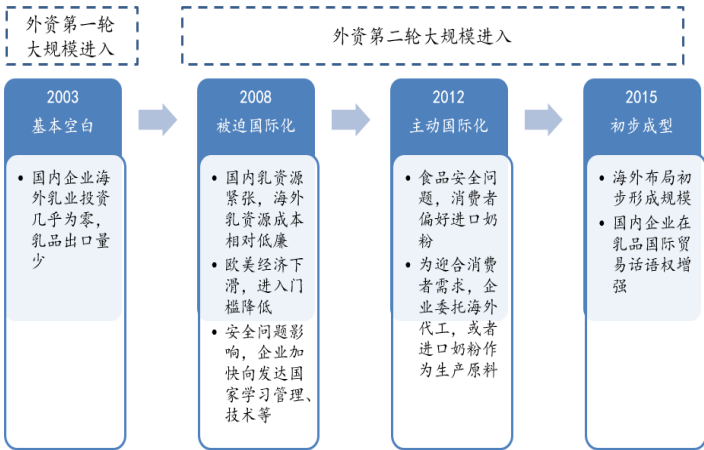 外资第一轮
大规模进入
外资第二轮大规模进入
2003
基本空白
• 国内企业海
外乳业投资
几乎为零，
乳品出口量
少
2008
被迫国际化
• 国内乳资源
紧张，海外
乳资源成本
相对低廉
• 欧美经济下
滑，进入门
槛降低
• 安全问题影
响，企业加
快向发达国
家学习管理、
技术等
2012
主动国际化
• 食品安全问
题，消费者
偏好进口奶
粉
• 为迎合消费
者需求，企
业委托海外
代工，或者
进口奶粉作
为生产原料
2015
初步成型
• 海外布局初
步形成规模
• 国内企业在
乳品国际贸
易话语权增
强